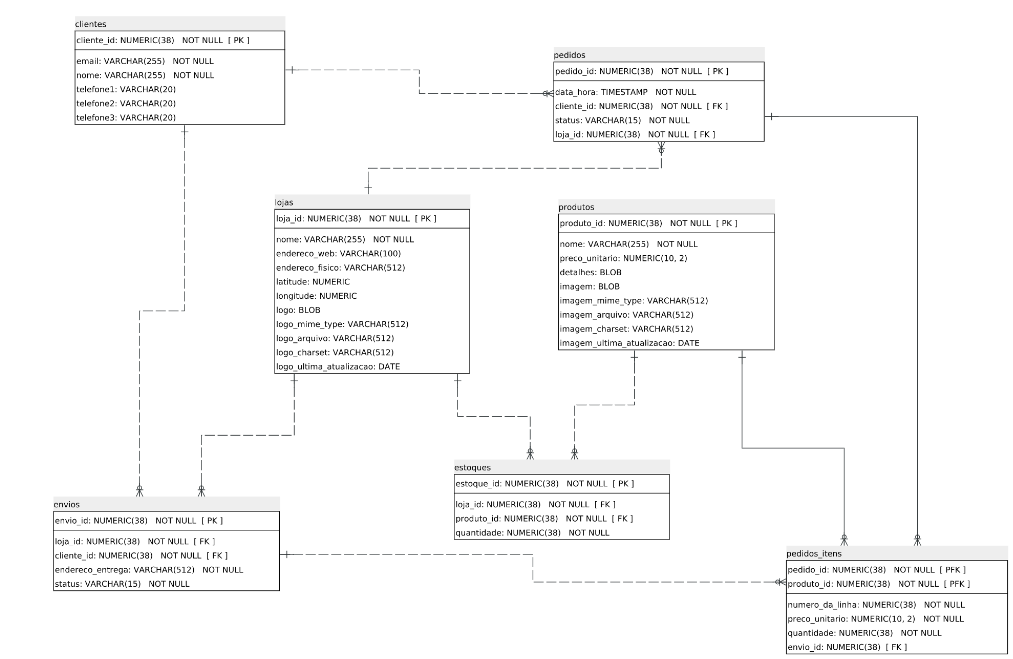 clientes
cliente_id: NUMERIC(38) NOT NULL [ PK ]
email: VARCHAR(255) NOT NULL
nome: VARCHAR(255) NOT NULL
telefone1: VARCHAR(20)
telefone2: VARCHAR(20)
telefone3: VARCHAR(20)
pedidos
pedido_id: NUMERIC(38) NOT NULL [ PK ]
data_hora: TIMESTAMP NOT NULL
cliente_id: NUMERIC(38) NOT NULL [ FK ]
status: VARCHAR(15) NOT NULL
loja_id: NUMERIC(38) NOT NULL [ FK ]
lojas
loja_id: NUMERIC(38) NOT NULL [ PK ]
nome: VARCHAR(255) NOT NULL
endereco_web: VARCHAR(100)
endereco_fisico: VARCHAR(512)
latitude: NUMERIC
longitude: NUMERIC
logo: BLOB
logo_mime_type: VARCHAR(512)
logo_arquivo: VARCHAR(512)
logo_charset: VARCHAR(512)
logo_ultima_atualizacao: DATE
produtos
produto_id: NUMERIC(38) NOT NULL [ PK ]
nome: VARCHAR(255) NOT NULL
preco_unitario: NUMERIC(10, 2)
detalhes: BLOB
imagem: BLOB
imagem_mime_type: VARCHAR(512)
imagem_arquivo: VARCHAR(512)
imagem_charset: VARCHAR(512)
imagem_ultima_atualizacao: DATE
estoques
estoque_id: NUMERIC(38) NOT NULL [ PK ]
loja_id: NUMERIC(38) NOT NULL [ FK ]
produto_id: NUMERIC(38) NOT NULL [ FK ]
quantidade: NUMERIC(38) NOT NULL
envios
envio_id: NUMERIC(38) NOT NULL [ PK ]
loja_id: NUMERIC(38) NOT NULL [ FK ]
cliente_id: NUMERIC(38) NOT NULL [ FK ]
endereco_entrega: VARCHAR(512) NOT NULL
status: VARCHAR(15) NOT NULL
pedidos_itens
pedido_id: NUMERIC(38) NOT NULL [ PFK ]
produto_id: NUMERIC(38) NOT NULL [ PFK ]
numero_da_linha: NUMERIC(38) NOT NULL
preco_unitario: NUMERIC(10, 2) NOT NULL
quantidade: NUMERIC(38) NOT NULL
envio_id: NUMERIC(38) [ FK ]